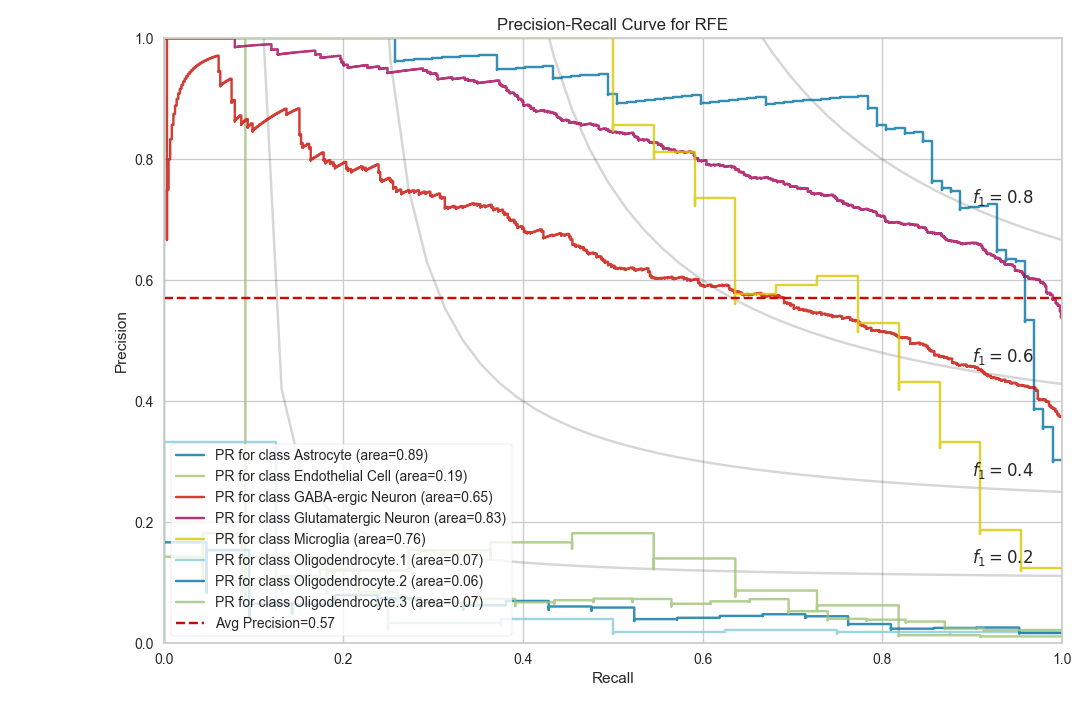 Precision-Recall Curve for RFE
1.0
0.8
0.6
0.4
0.2
0.0
Precision
f1 = 0.8
f1 = 0.6
f1 = 0.4
f1 = 0.2
PR for class Astrocyte (area=0.89)
PR for class Endothelial Cell (area=0.19)
PR for class GABA-ergic Neuron (area=0.65)
PR for class Glutamatergic Neuron (area=0.83)
PR for class Microglia (area=0.76)
PR for class Oligodendrocyte.1 (area=0.07)
PR for class Oligodendrocyte.2 (area=0.06)
PR for class Oligodendrocyte.3 (area=0.07)
Avg Precision=0.57
0.0 0.2 0.4 0.6 0.8 1.0
Recall